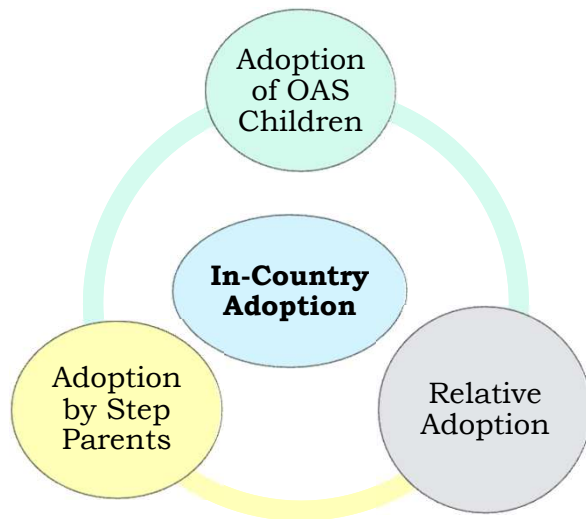 Adoption
of OAS
Children
In-Country
Adoption
Adoption
by Step
Parents
Relative
Adoption